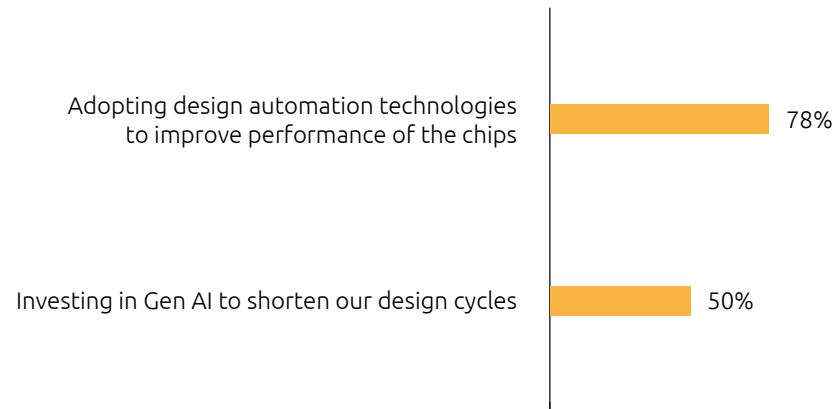 Adopting design automation technologies
to improve performance of the chips
78%
Investing in Gen AI to shorten our design cycles
50%